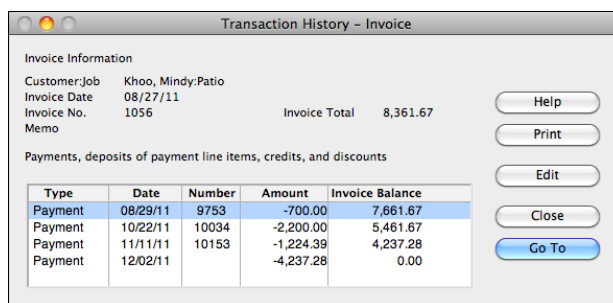 Transaction History – Invoice
Invoice Information
Customer:Job Khoo, Mindy:Patio
Invoice Date 08/27/11
Invoice No. 1056 Invoice Total 8,361.67
Memo
Payments, deposits of payment line items, credits, and discounts
Type Date Number Amount Invoice Balance
Payment 08/29/11 9753 -700.00 7,661.67
Payment 10/22/11 10034 -2,200.00 5,461.67
Payment 11/11/11 10153 -1,224.39 4,237.28
Payment 12/02/11 -4,237.28 0.00
Help
Print
Edit
Close
Go To